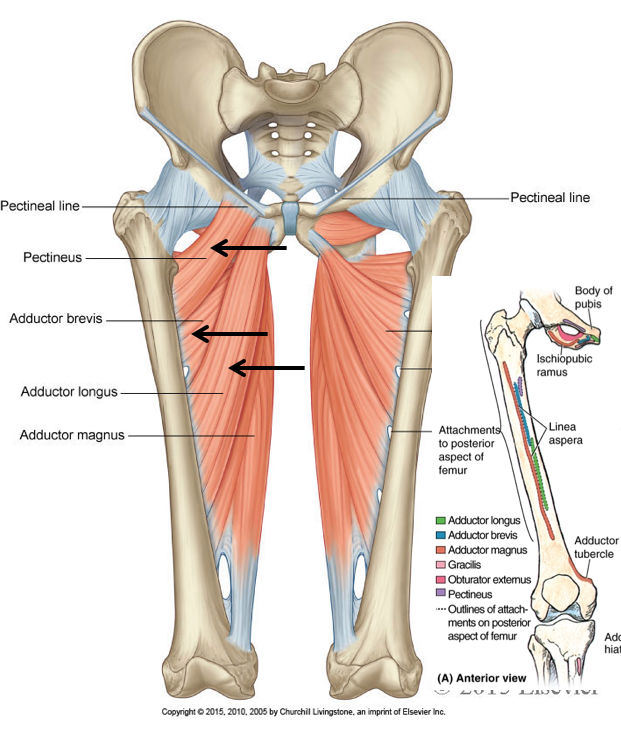 Pectineal line
Pectineal line
Pectineus
Adductor brevis
Adductor longus
Adductor magnus
Attachments
to posterior
aspect of
femur
Body of
pubis
Ischiopubic
ramus
Linea
aspera
Adductor
tubercle
Adductor longus
Adductor brevis
Adductor magnus
Gracilis
Obturator externus
Pectineus
Outlines of attach-
ments on posterior
aspect of femur
(A) Anterior view
Copyright © 2015, 2010, 2005 by Churchill Livingstone, an imprint of Elsevier Inc.